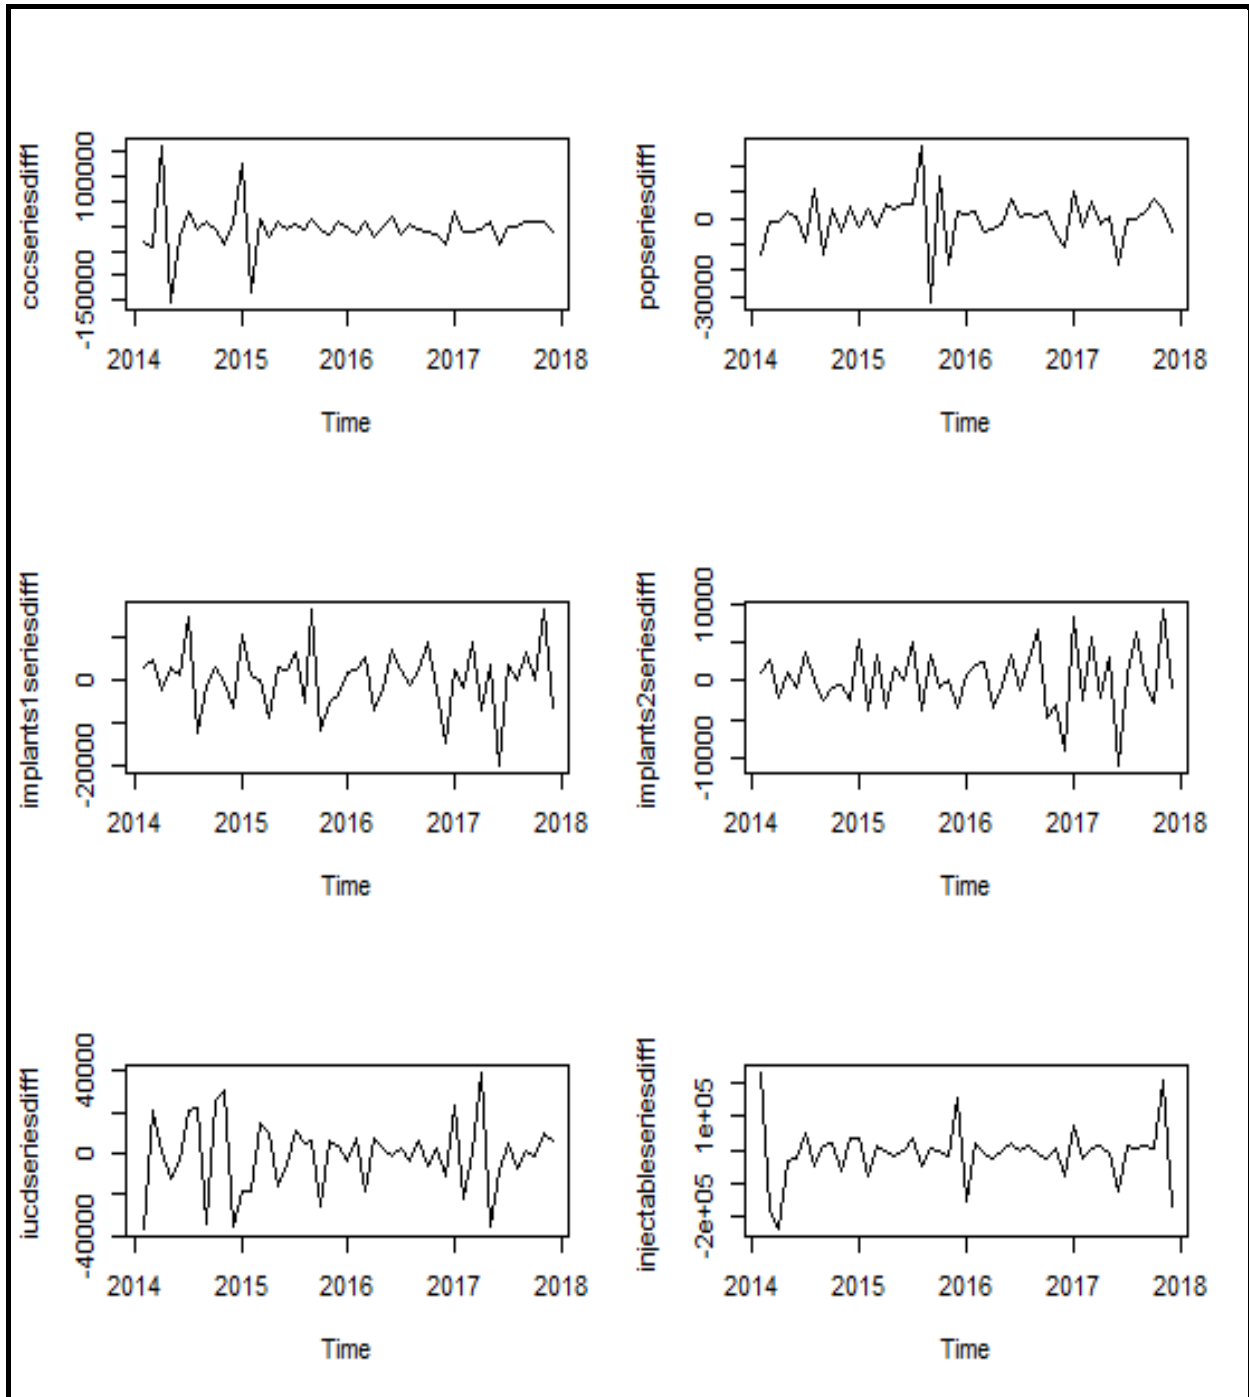 cocseriesdiff1
-150000 100000
2014 2015 2016 2017 2018
Time
popseriesdiff1
-30000 0
2014 2015 2016 2017 2018
Time
implants1seriesdiff1
-20000 0
2014 2015 2016 2017 2018
Time
implants2seriesdiff1
-10000 0 10000
2014 2015 2016 2017 2018
Time
iucdseriesdiff1
-40000 0 40000
2014 2015 2016 2017 2018
Time
injectableseriesdiff1
-2e+05 1e+05
2014 2015 2016 2017 2018
Time